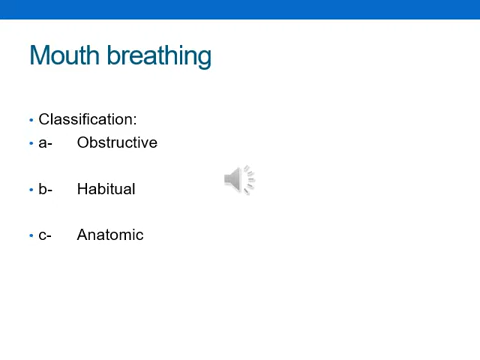 Mouth breathing
• Classification:
• a- Obstructive
• b- Habitual
• c- Anatomic